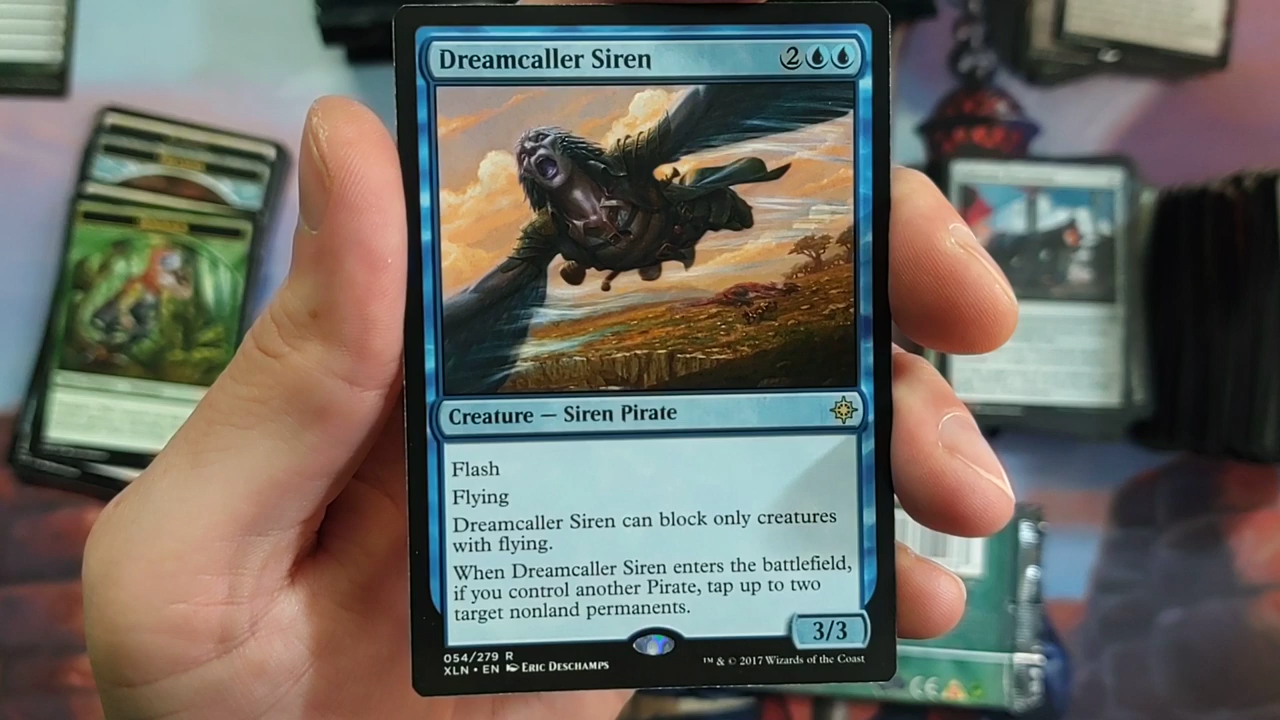 Dreamcaller Siren 2
Creature — Siren Pirate
Flash
Flying
Dreamcaller Siren can block only creatures
with flying.
When Dreamcaller Siren enters the battlefield,
if you control another Pirate, tap up to two
target nonland permanents.
3/3
054/279 R
XLN • EN Eric Deschamps
™ & © 2017 Wizards of the Coast
CE